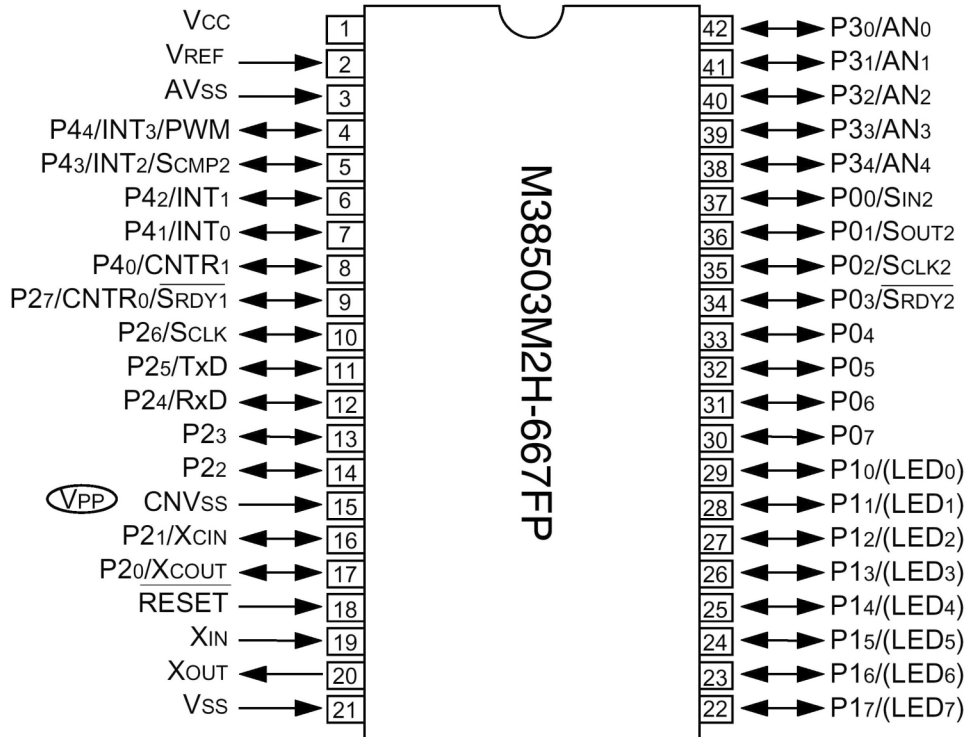 VCC 1
VREF 2
AVSS 3
P44/INT3/PWM 4
P43/INT2/SCMP2 5
P42/INT1 6
P41/INT0 7
P40/CNTR1 8
P27/CNTR0/SRDY1 9
P26/SCLK 10
P25/TxD 11
P24/RxD 12
P23 13
P22 14
VPP CNVSS 15
P21/XCIN 16
P20/XCOUT 17
RESET 18
XIN 19
XOUT 20
VSS 21
M38503M2H-667FP
42 P30/AN0
41 P31/AN1
40 P32/AN2
39 P33/AN3
38 P34/AN4
37 P00/SIN2
36 P01/SOUT2
35 P02/SCLK2
34 P03/SRDY2
33 P04
32 P05
31 P06
30 P07
29 P10/(LED0)
28 P11/(LED1)
27 P12/(LED2)
26 P13/(LED3)
25 P14/(LED4)
24 P15/(LED5)
23 P16/(LED6)
22 P17/(LED7)